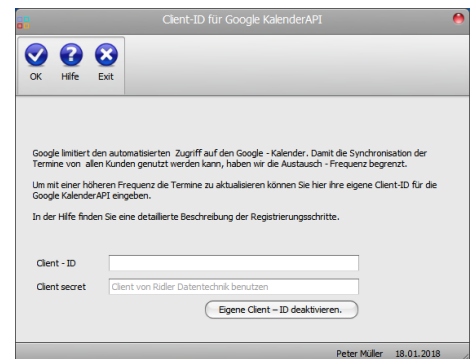 Client-ID für Google KalenderAPI
OK Hilfe Exit
Google limitiert den automatisierten Zugriff auf den Google - Kalender. Damit die Synchronisation der
Termine von allen Kunden genutzt werden kann, haben wir die Austausch - Frequenz begrenzt.
Um mit einer höheren Frequenz die Termine zu aktualisieren können Sie hier ihre eigene Client-ID für die
Google KalenderAPI eingeben.
In der Hilfe finden Sie eine detaillierte Beschreibung der Registrierungsschritte.
Client - ID
Client secret Client von Ridler Datentechnik benutzen
Eigene Client – ID deaktivieren.
Peter Müller 18.01.2018